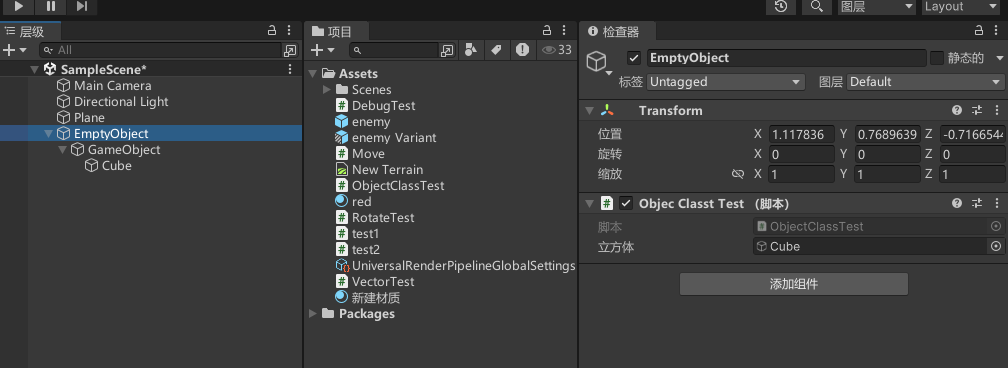 图层 Layout
层级
All
SampleScene*
Main Camera
Directional Light
Plane
EmptyObject
GameObject
Cube
项目
33
Assets
Scenes
DebugTest
enemy
enemy Variant
Move
New Terrain
ObjectClassTest
red
RotateTest
test1
test2
UniversalRenderPipelineGlobalSettings
VectorTest
新建材质
Packages
检查器
EmptyObject 静态的
标签 Untagged 图层 Default
Transform
位置 X 1.117836 Y 0.7689639 Z -0.7166544
旋转 X 0 Y 0 Z 0
缩放 X 1 Y 1 Z 1
# Objec Classt Test （脚本）
脚本 ObjectClassTest
立方体 Cube
添加组件